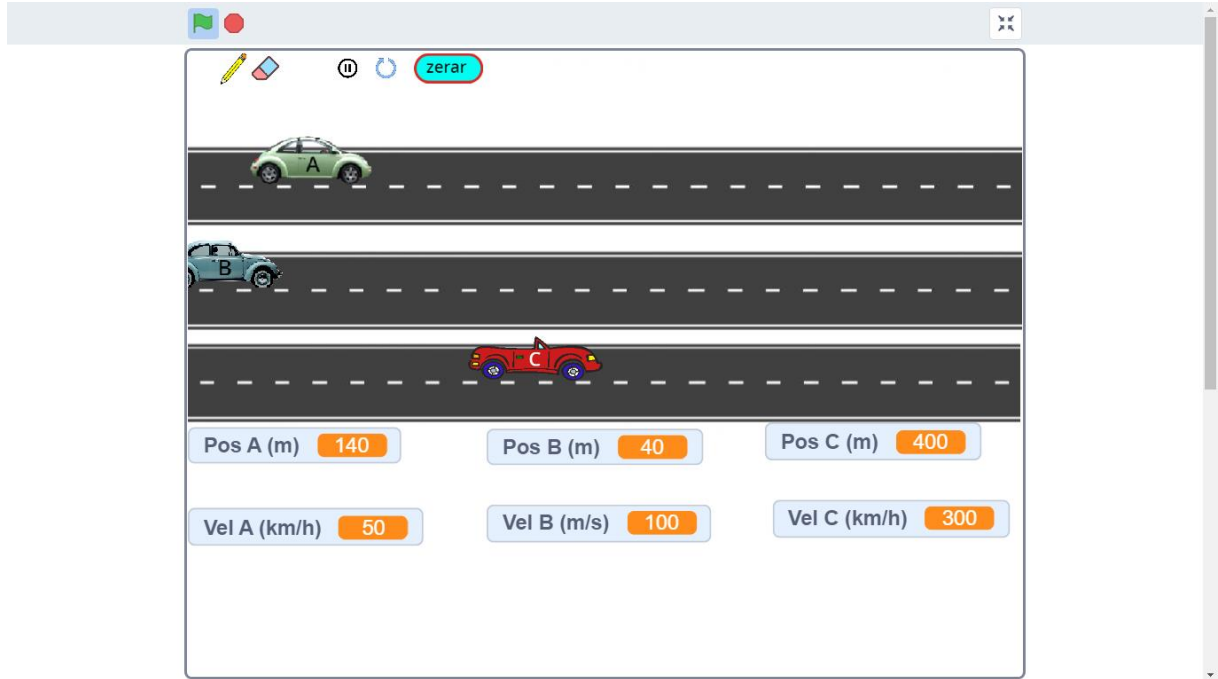 zerar
A
B
C
Pos A (m) 140
Pos B (m) 40
Pos C (m) 400
Vel A (km/h) 50
Vel B (m/s) 100
Vel C (km/h) 300